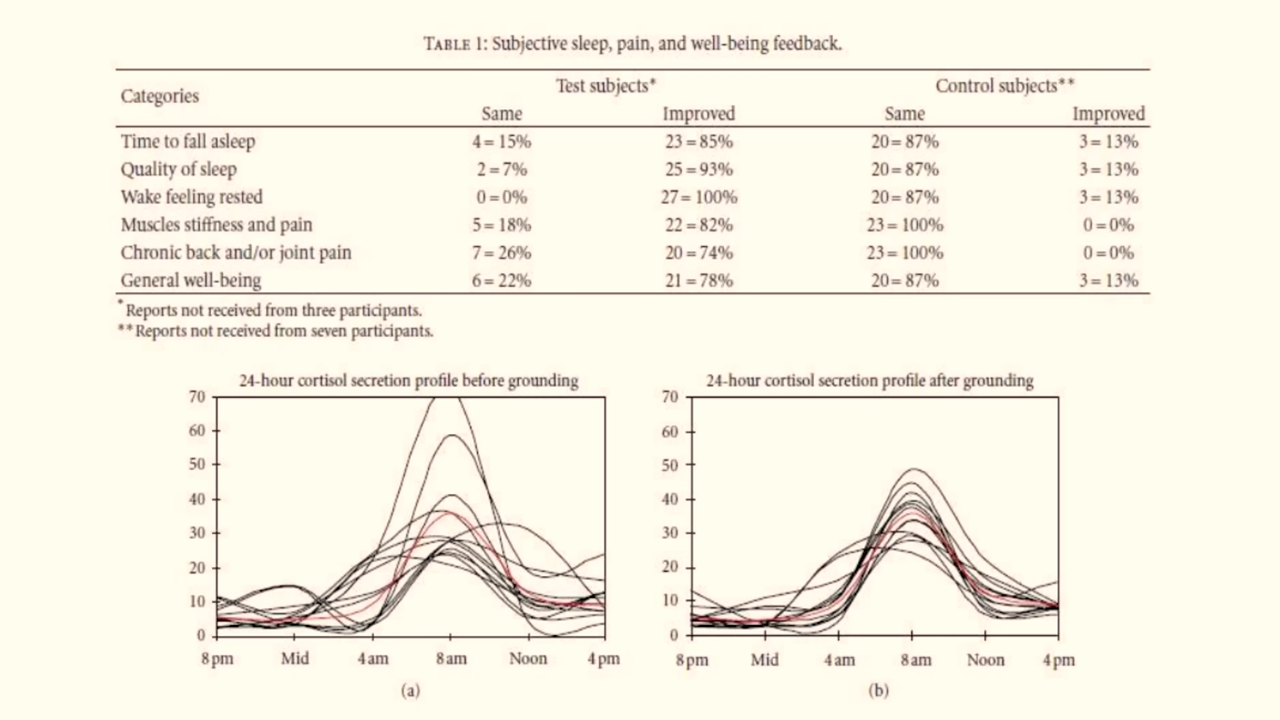 TABLE 1: Subjective sleep, pain, and well-being feedback.
Categories Test subjects* Control subjects**
Same Improved Same Improved
Time to fall asleep 4 = 15% 23 = 85% 20 = 87% 3 = 13%
Quality of sleep 2 = 7% 25 = 93% 20 = 87% 3 = 13%
Wake feeling rested 0 = 0% 27 = 100% 20 = 87% 3 = 13%
Muscles stiffness and pain 5 = 18% 22 = 82% 23 = 100% 0 = 0%
Chronic back and/or joint pain 7 = 26% 20 = 74% 23 = 100% 0 = 0%
General well-being 6 = 22% 21 = 78% 20 = 87% 3 = 13%
*Reports not received from three participants.
**Reports not received from seven participants.
24-hour cortisol secretion profile before grounding
70
60
50
40
30
20
10
0
8 pm Mid 4 am 8 am Noon 4 pm
(a)
24-hour cortisol secretion profile after grounding
70
60
50
40
30
20
10
0
8 pm Mid 4 am 8 am Noon 4 pm
(b)